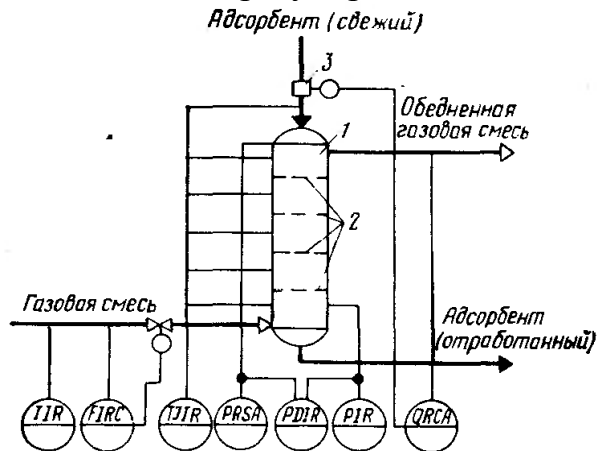 Адсорбент (свежий)
3
Обедненная
газовая смесь
1
2
Газовая смесь
Адсорбент
(отработанный)
TIR
FIRC
TJIR
PRSA
PDIR
PIR
QRCA